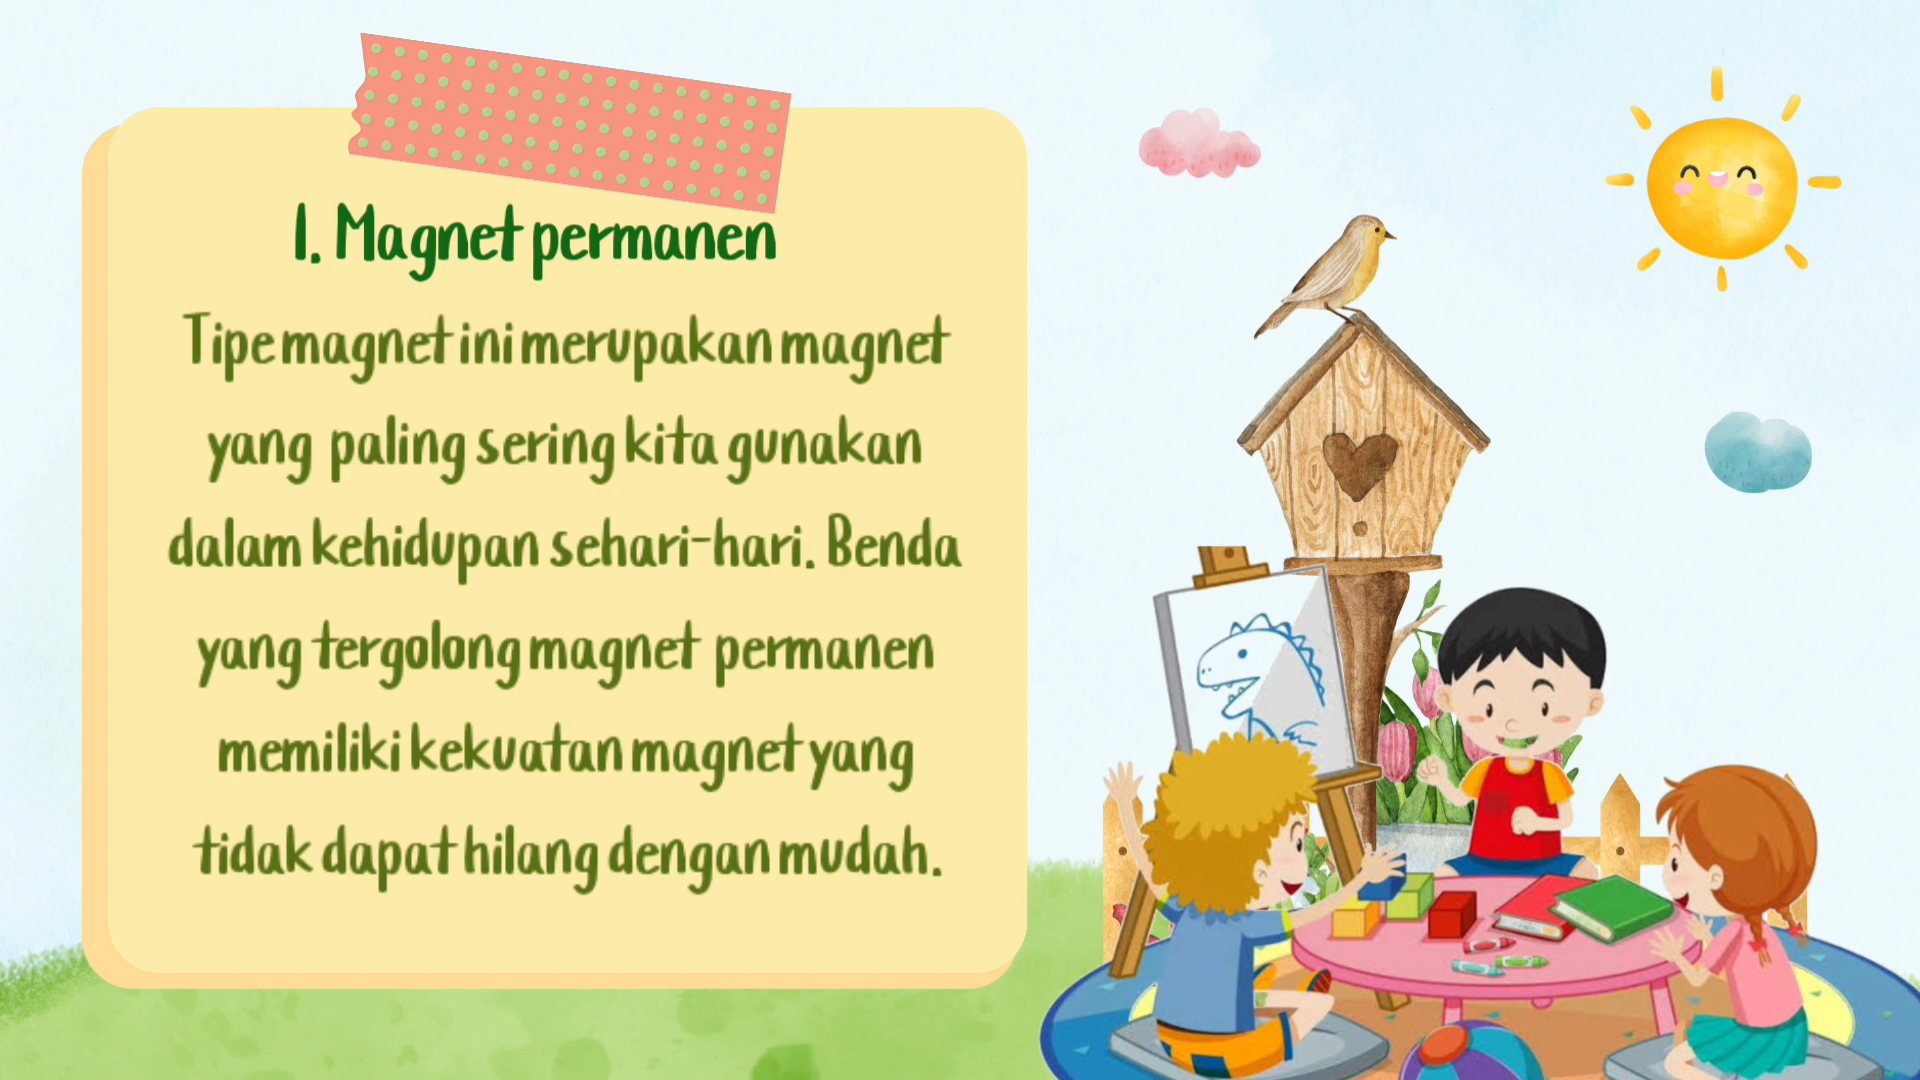 1. Magnet permanen
Tipe magnet ini merupakan magnet
yang paling sering kita gunakan
dalam kehidupan sehari-hari. Benda
yang tergolong magnet permanen
memiliki kekuatan magnet yang
tidak dapat hilang dengan mudah.